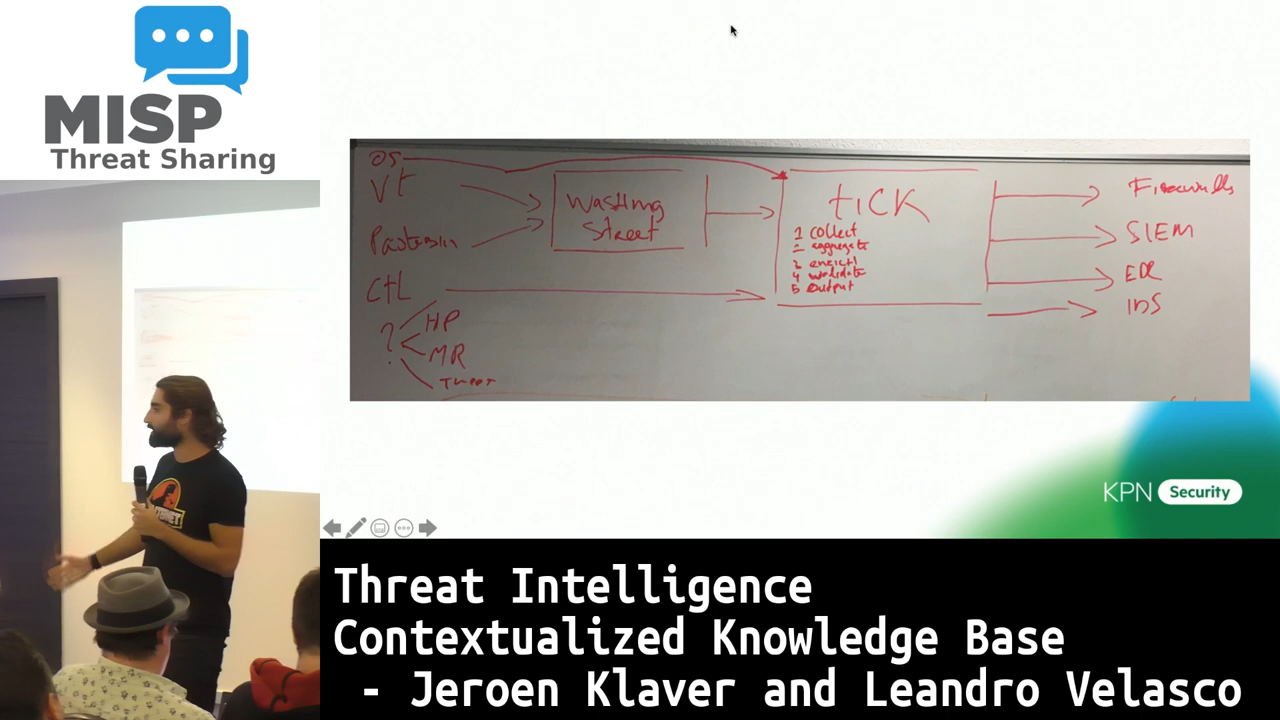 MISP
Threat Sharing
OS
Vt
Pastebin
CtL
?
HP
MR
Washing
Street
tiCK
1 collect
2 aggregate
3 enrich
4 validate
5 output
Firewalls
SIEM
EDR
IDS
KPN Security
Threat Intelligence
Contextualized Knowledge Base
- Jeroen Klaver and Leandro Velasco